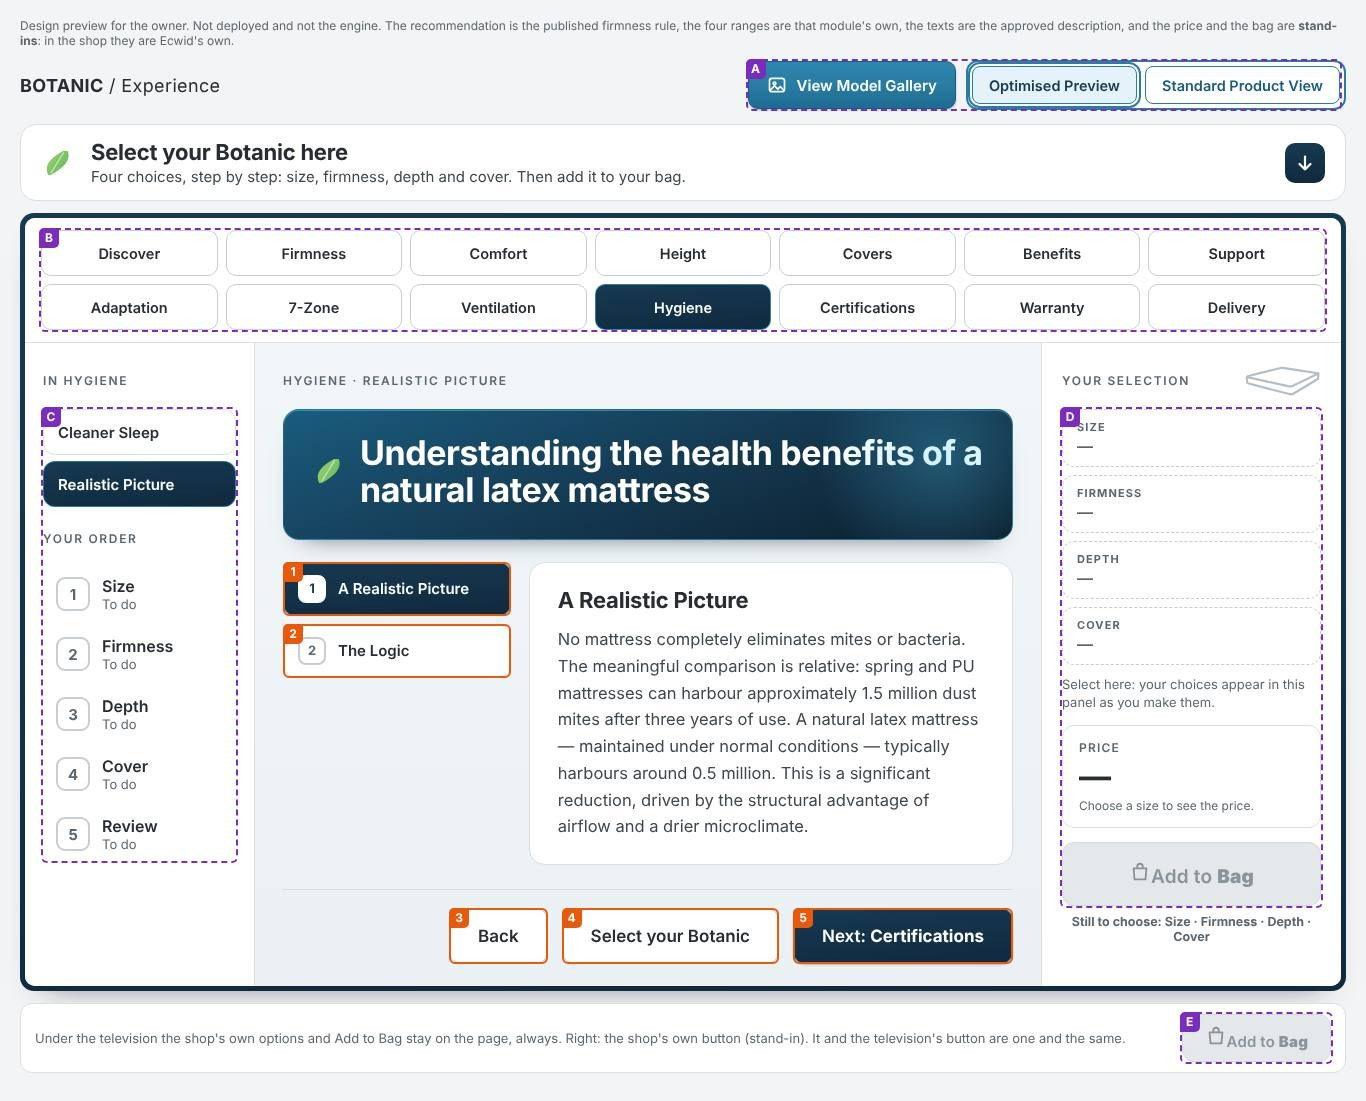 Design preview for the owner. Not deployed and not the engine. The recommendation is the published firmness rule, the four ranges are that module's own, the texts are the approved description, and the price and the bag are stand-
ins: in the shop they are Ecwid's own.
BOTANIC / Experience
A
View Model Gallery
Optimised Preview
Standard Product View
Select your Botanic here
Four choices, step by step: size, firmness, depth and cover. Then add it to your bag.
B
Discover
Firmness
Comfort
Height
Covers
Benefits
Support
Adaptation
7-Zone
Ventilation
Hygiene
Certifications
Warranty
Delivery
IN HYGIENE
C
Cleaner Sleep
Realistic Picture
YOUR ORDER
1
Size
To do
2
Firmness
To do
3
Depth
To do
4
Cover
To do
5
Review
To do
HYGIENE · REALISTIC PICTURE
Understanding the health benefits of a
natural latex mattress
1
1
A Realistic Picture
2
2
The Logic
A Realistic Picture
No mattress completely eliminates mites or bacteria.
The meaningful comparison is relative: spring and PU
mattresses can harbour approximately 1.5 million dust
mites after three years of use. A natural latex mattress
— maintained under normal conditions — typically
harbours around 0.5 million. This is a significant
reduction, driven by the structural advantage of
airflow and a drier microclimate.
3
Back
4
Select your Botanic
5
Next: Certifications
YOUR SELECTION
D
SIZE
—
FIRMNESS
—
DEPTH
—
COVER
—
Select here: your choices appear in this
panel as you make them.
PRICE
—
Choose a size to see the price.
Add to Bag
Still to choose: Size · Firmness · Depth ·
Cover
Under the television the shop's own options and Add to Bag stay on the page, always. Right: the shop's own button (stand-in). It and the television's button are one and the same.
E
Add to Bag